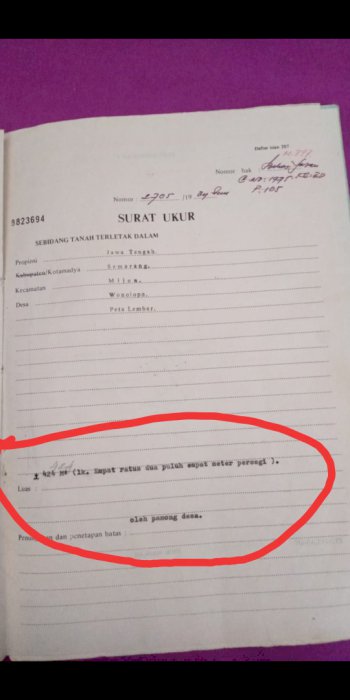 Daftar isian 207
Nomor hak
Nomor : 2705 /19
9823694
SURAT UKUR
SEBIDANG TANAH TERLETAK DALAM
Propinsi Jawa Tengah
Kabupaten/Kotamadya Semarang.
Kecamatan Mijen.
Desa Wonolopo.
Peta Lembar.
± 424 M² (lk. Empat ratus dua puluh empat meter persegi ).
Luas :
oleh pamong desa.
Penunjukan dan penetapan batas :